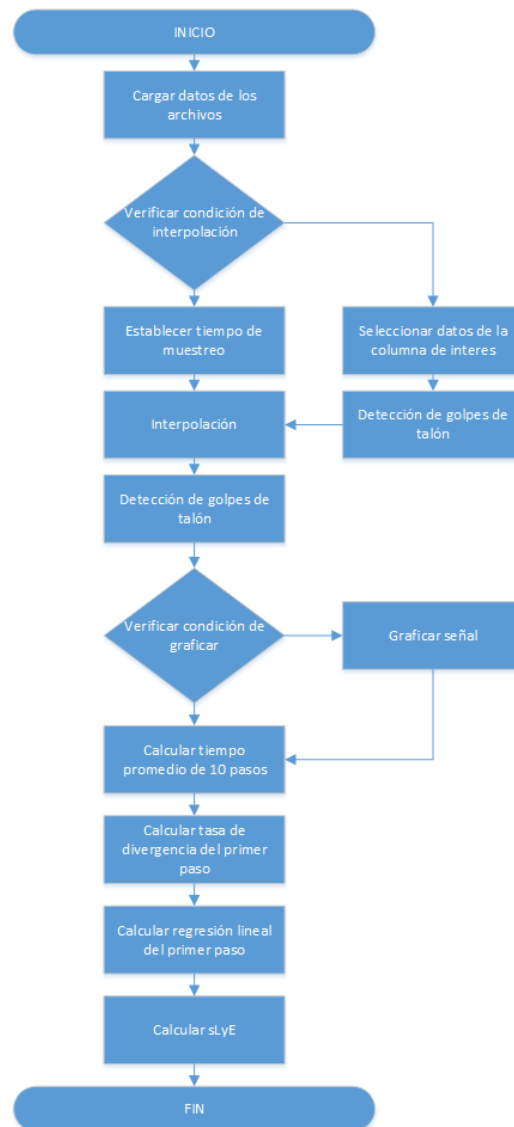 INICIO
Cargar datos de los
archivos
Verificar condición de
interpolación
Establecer tiempo de
muestreo
Seleccionar datos de la
columna de interes
Interpolación
Detección de golpes de
talón
Detección de golpes de
talón
Verificar condición de
graficar
Graficar señal
Calcular tiempo
promedio de 10 pasos
Calcular tasa de
divergencia del primer
paso
Calcular regresión lineal
del primer paso
Calcular sLyE
FIN